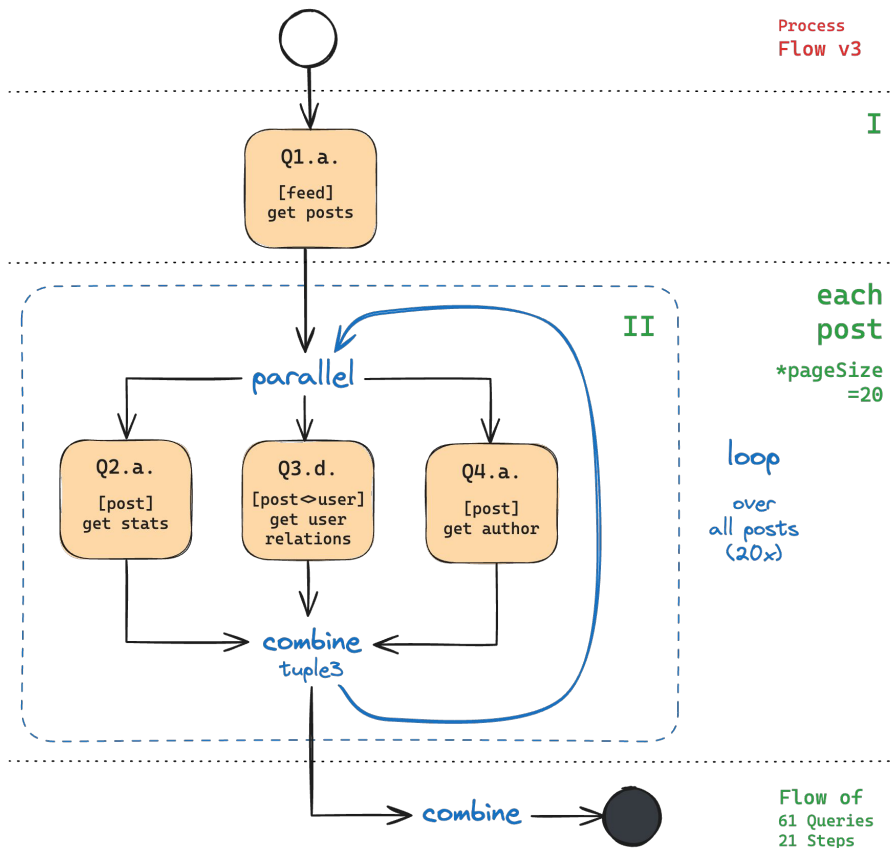 Process
Flow v3
I
Q1.a.
[feed]
get posts
each
post
*pageSize
=20
II
parallel
Q2.a.
[post]
get stats
Q3.d.
[post<>user]
get user
relations
Q4.a.
[post]
get author
loop
over
all posts
(20x)
combine
tuple3
combine
Flow of
61 Queries
21 Steps